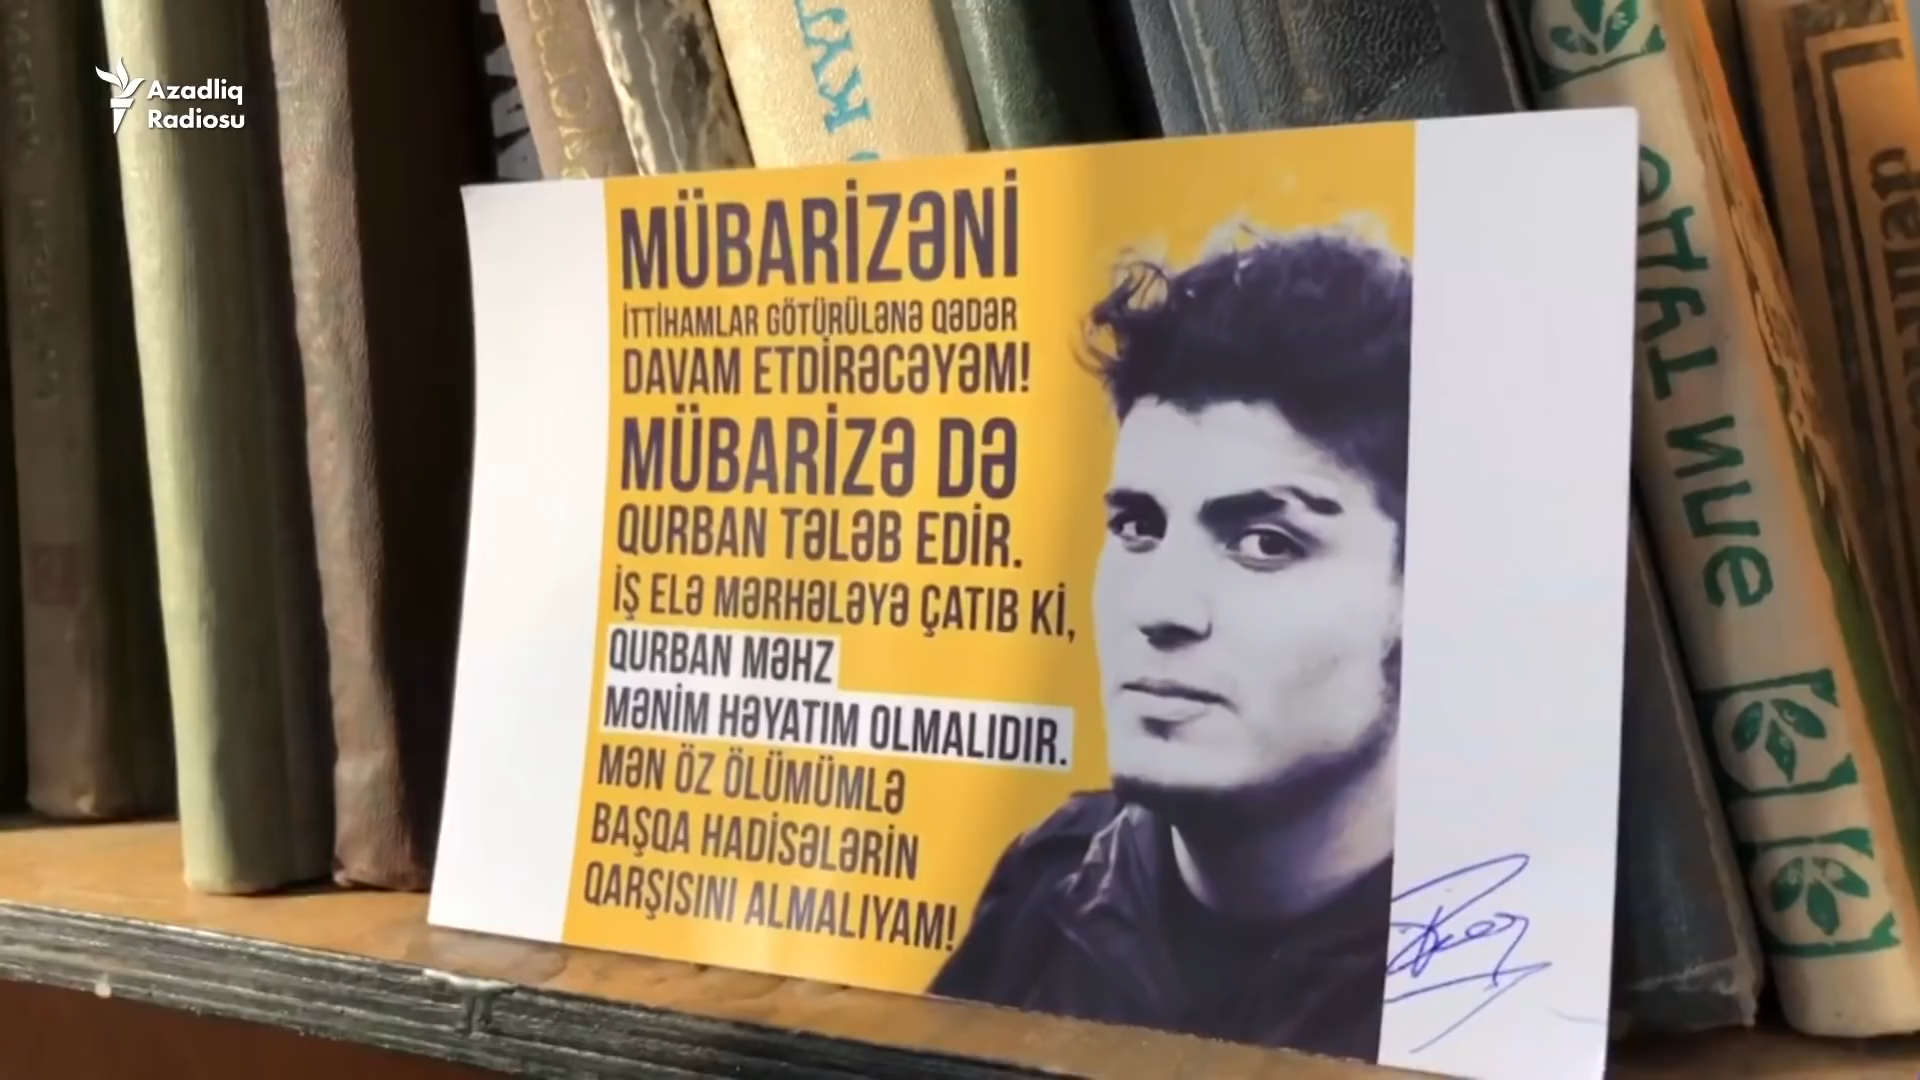 Azadlıq
Radiosu
MÜBARİZƏNİ
İTTİHAMLAR GÖTÜRÜLƏNƏ QƏDƏR
DAVAM ETDİRƏCƏYƏM!
MÜBARİZƏ DƏ
QURBAN TƏLƏB EDİR.
İŞ ELƏ MƏRHƏLƏYƏ ÇATIB Kİ,
QURBAN MƏHZ
MƏNİM HƏYATIM OLMALIDIR.
MƏN ÖZ ÖLÜMÜMLƏ
BAŞQA HADİSƏLƏRİN
QARŞISINI ALMALIYAM!